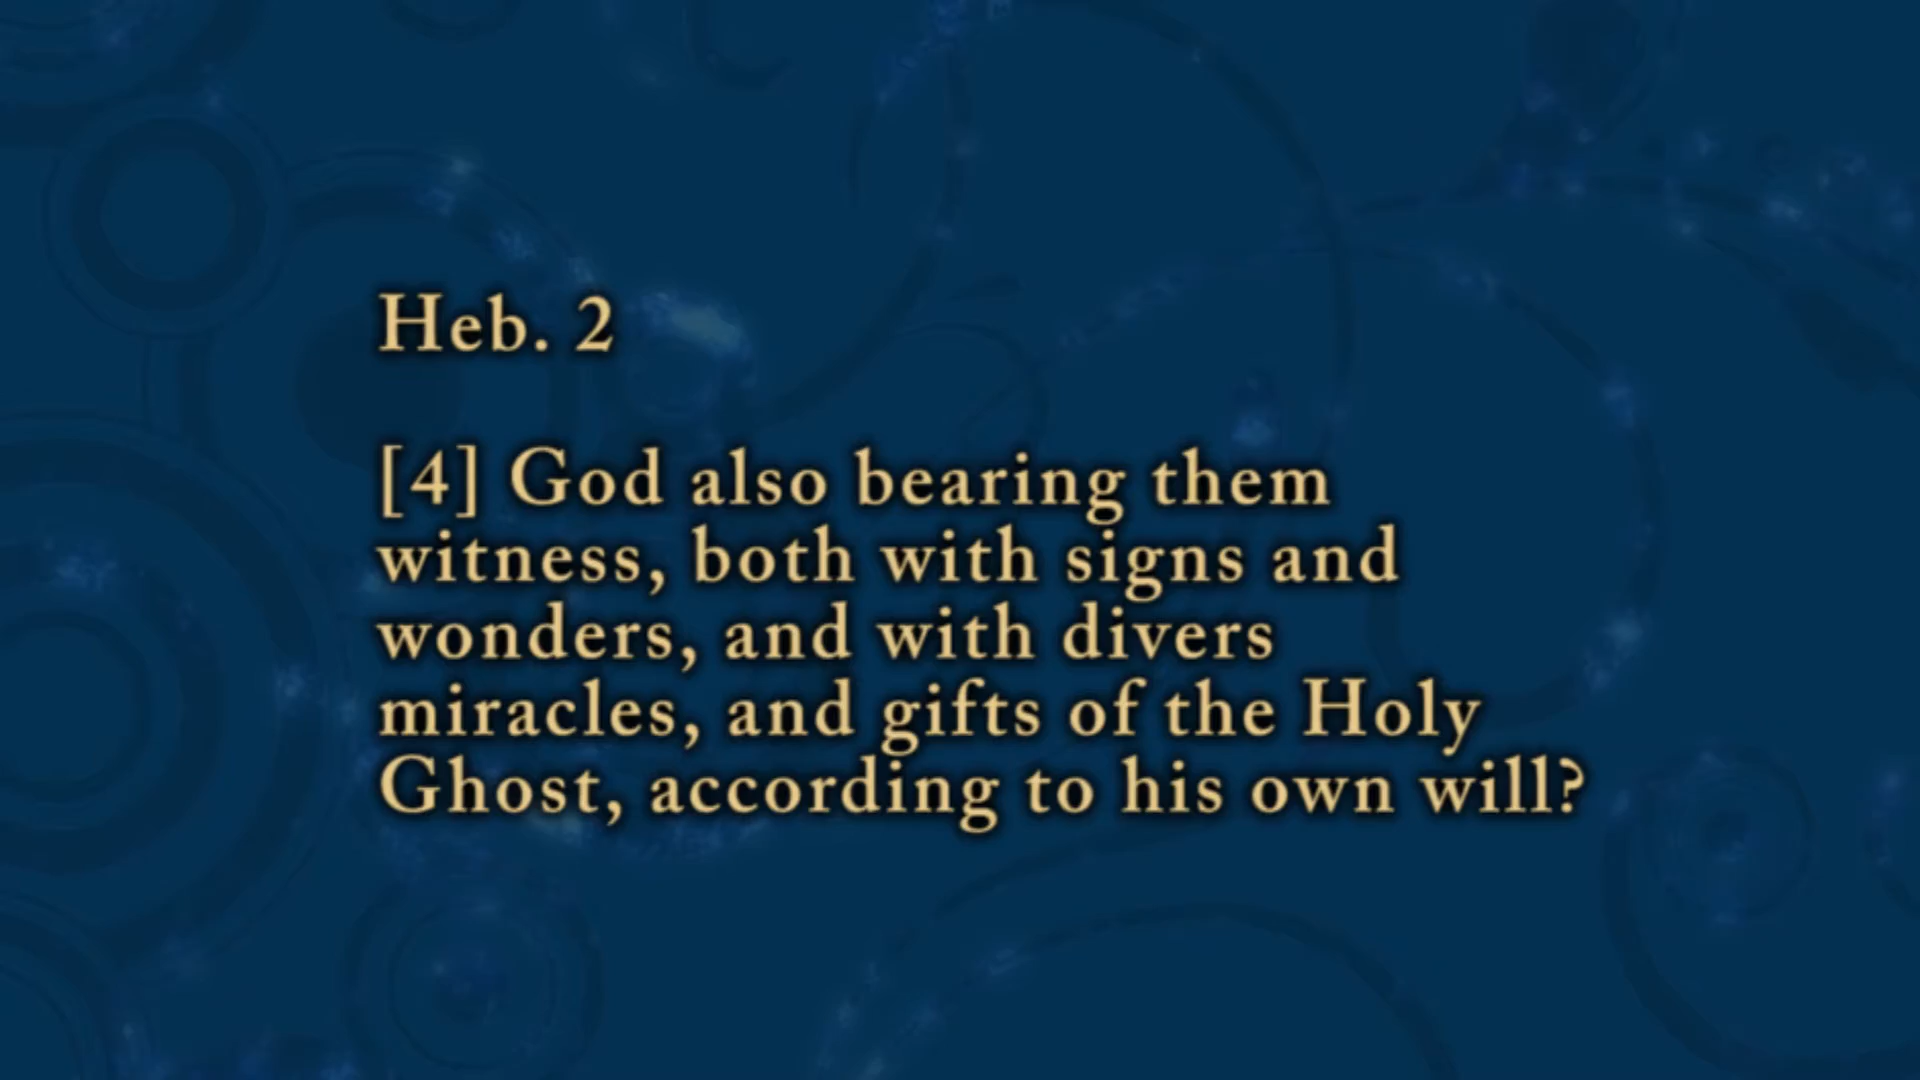 Heb. 2
[4] God also bearing them
witness, both with signs and
wonders, and with divers
miracles, and gifts of the Holy
Ghost, according to his own will?